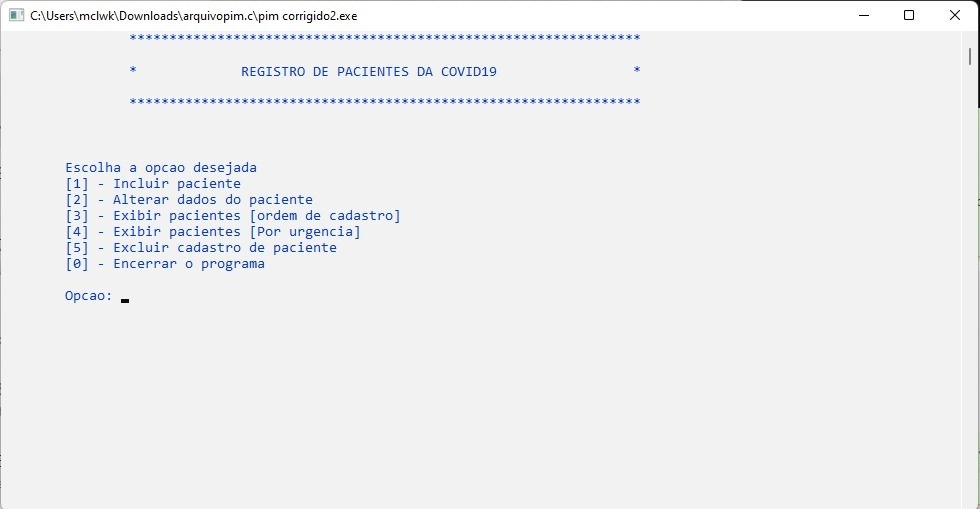 C:\Users\mclwk\Downloads\arquivopim.c\pim corrigido2.exe
****************************************************************
* REGISTRO DE PACIENTES DA COVID19 *
****************************************************************
Escolha a opcao desejada
[1] - Incluir paciente
[2] - Alterar dados do paciente
[3] - Exibir pacientes [ordem de cadastro]
[4] - Exibir pacientes [Por urgencia]
[5] - Excluir cadastro de paciente
[0] - Encerrar o programa
Opcao: